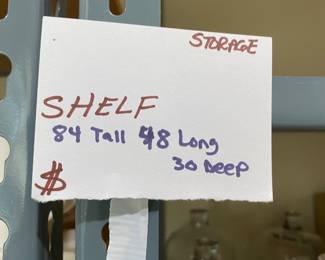 STORAGE
SHELF
84 Tall 48 Long
30 Deep
$